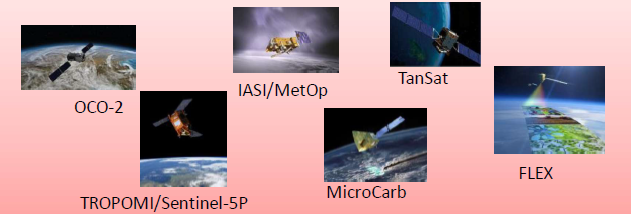 OCO-2
IASI/MetOp
TanSat
TROPOMI/Sentinel-5P
MicroCarb
FLEX